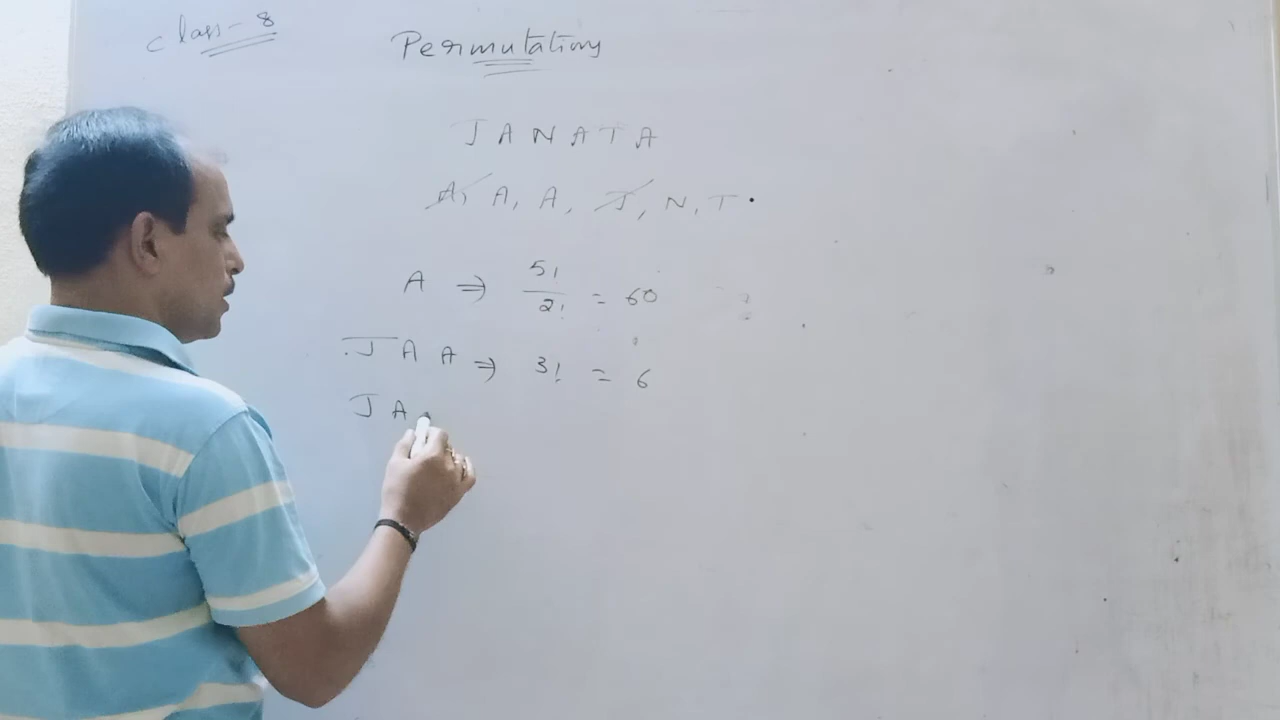 class-8
Permutations
J A N A T A
A, A, A, J, N, T.
A ⇒ 5!/2! = 60
J A A ⇒ 3! = 6
J A